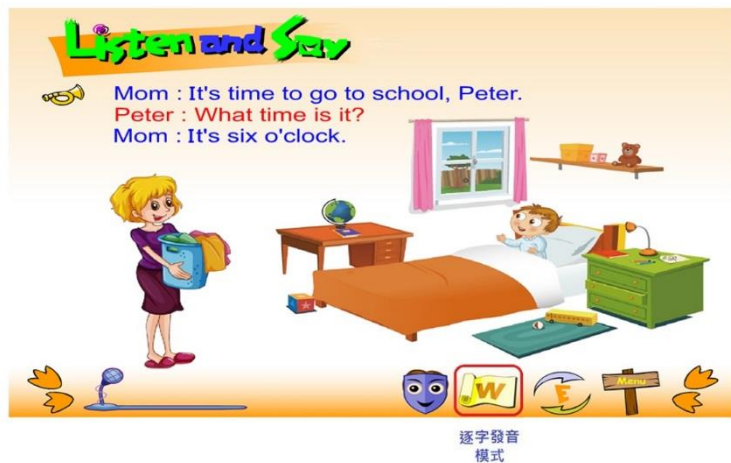 Listen and Say
Mom : It's time to go to school, Peter.
Peter : What time is it?
Mom : It's six o'clock.
W
E
Menu
逐字發音
模式